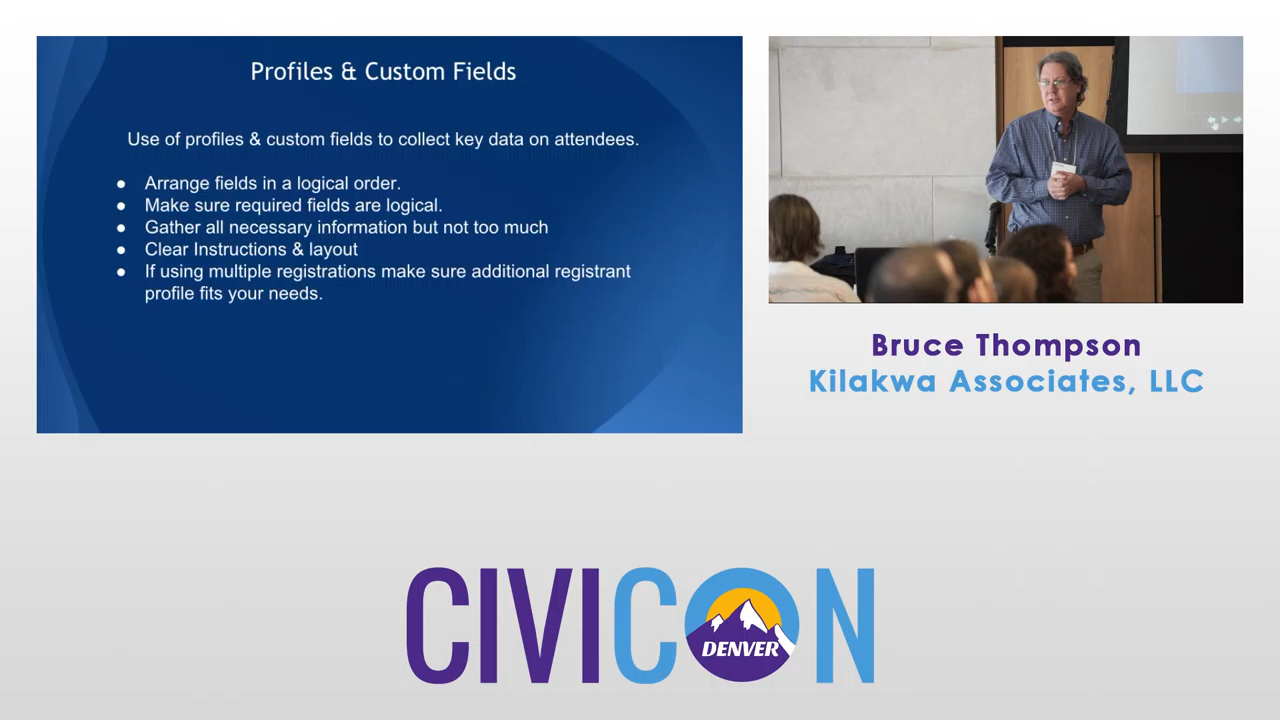 Profiles & Custom Fields
Use of profiles & custom fields to collect key data on attendees.
● Arrange fields in a logical order.
● Make sure required fields are logical.
● Gather all necessary information but not too much
● Clear Instructions & layout
● If using multiple registrations make sure additional registrant
profile fits your needs.
Bruce Thompson
Kilakwa Associates, LLC
CIVICON
DENVER